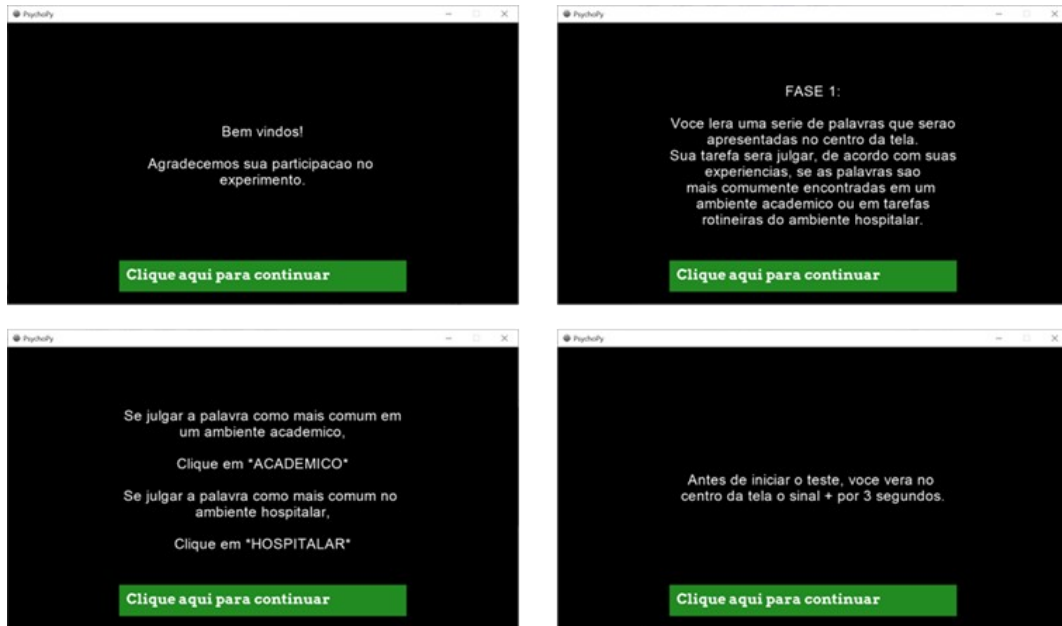 PsychoPy
Bem vindos!
Agradecemos sua participacao no
experimento.
Clique aqui para continuar
PsychoPy
FASE 1:
Voce lera uma serie de palavras que serao
apresentadas no centro da tela.
Sua tarefa sera julgar, de acordo com suas
experiencias, se as palavras sao
mais comumente encontradas em um
ambiente academico ou em tarefas
rotineiras do ambiente hospitalar.
Clique aqui para continuar
PsychoPy
Se julgar a palavra como mais comum em
um ambiente academico,
Clique em *ACADEMICO*
Se julgar a palavra como mais comum no
ambiente hospitalar,
Clique em *HOSPITALAR*
Clique aqui para continuar
PsychoPy
Antes de iniciar o teste, voce vera no
centro da tela o sinal + por 3 segundos.
Clique aqui para continuar